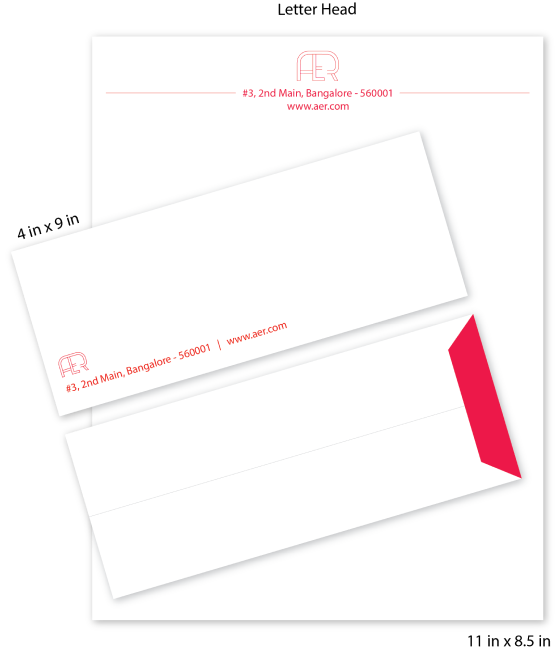 Letter Head
AER
#3, 2nd Main, Bangalore - 560001
www.aer.com
4 in x 9 in
AER
#3, 2nd Main, Bangalore - 560001 | www.aer.com
11 in x 8.5 in